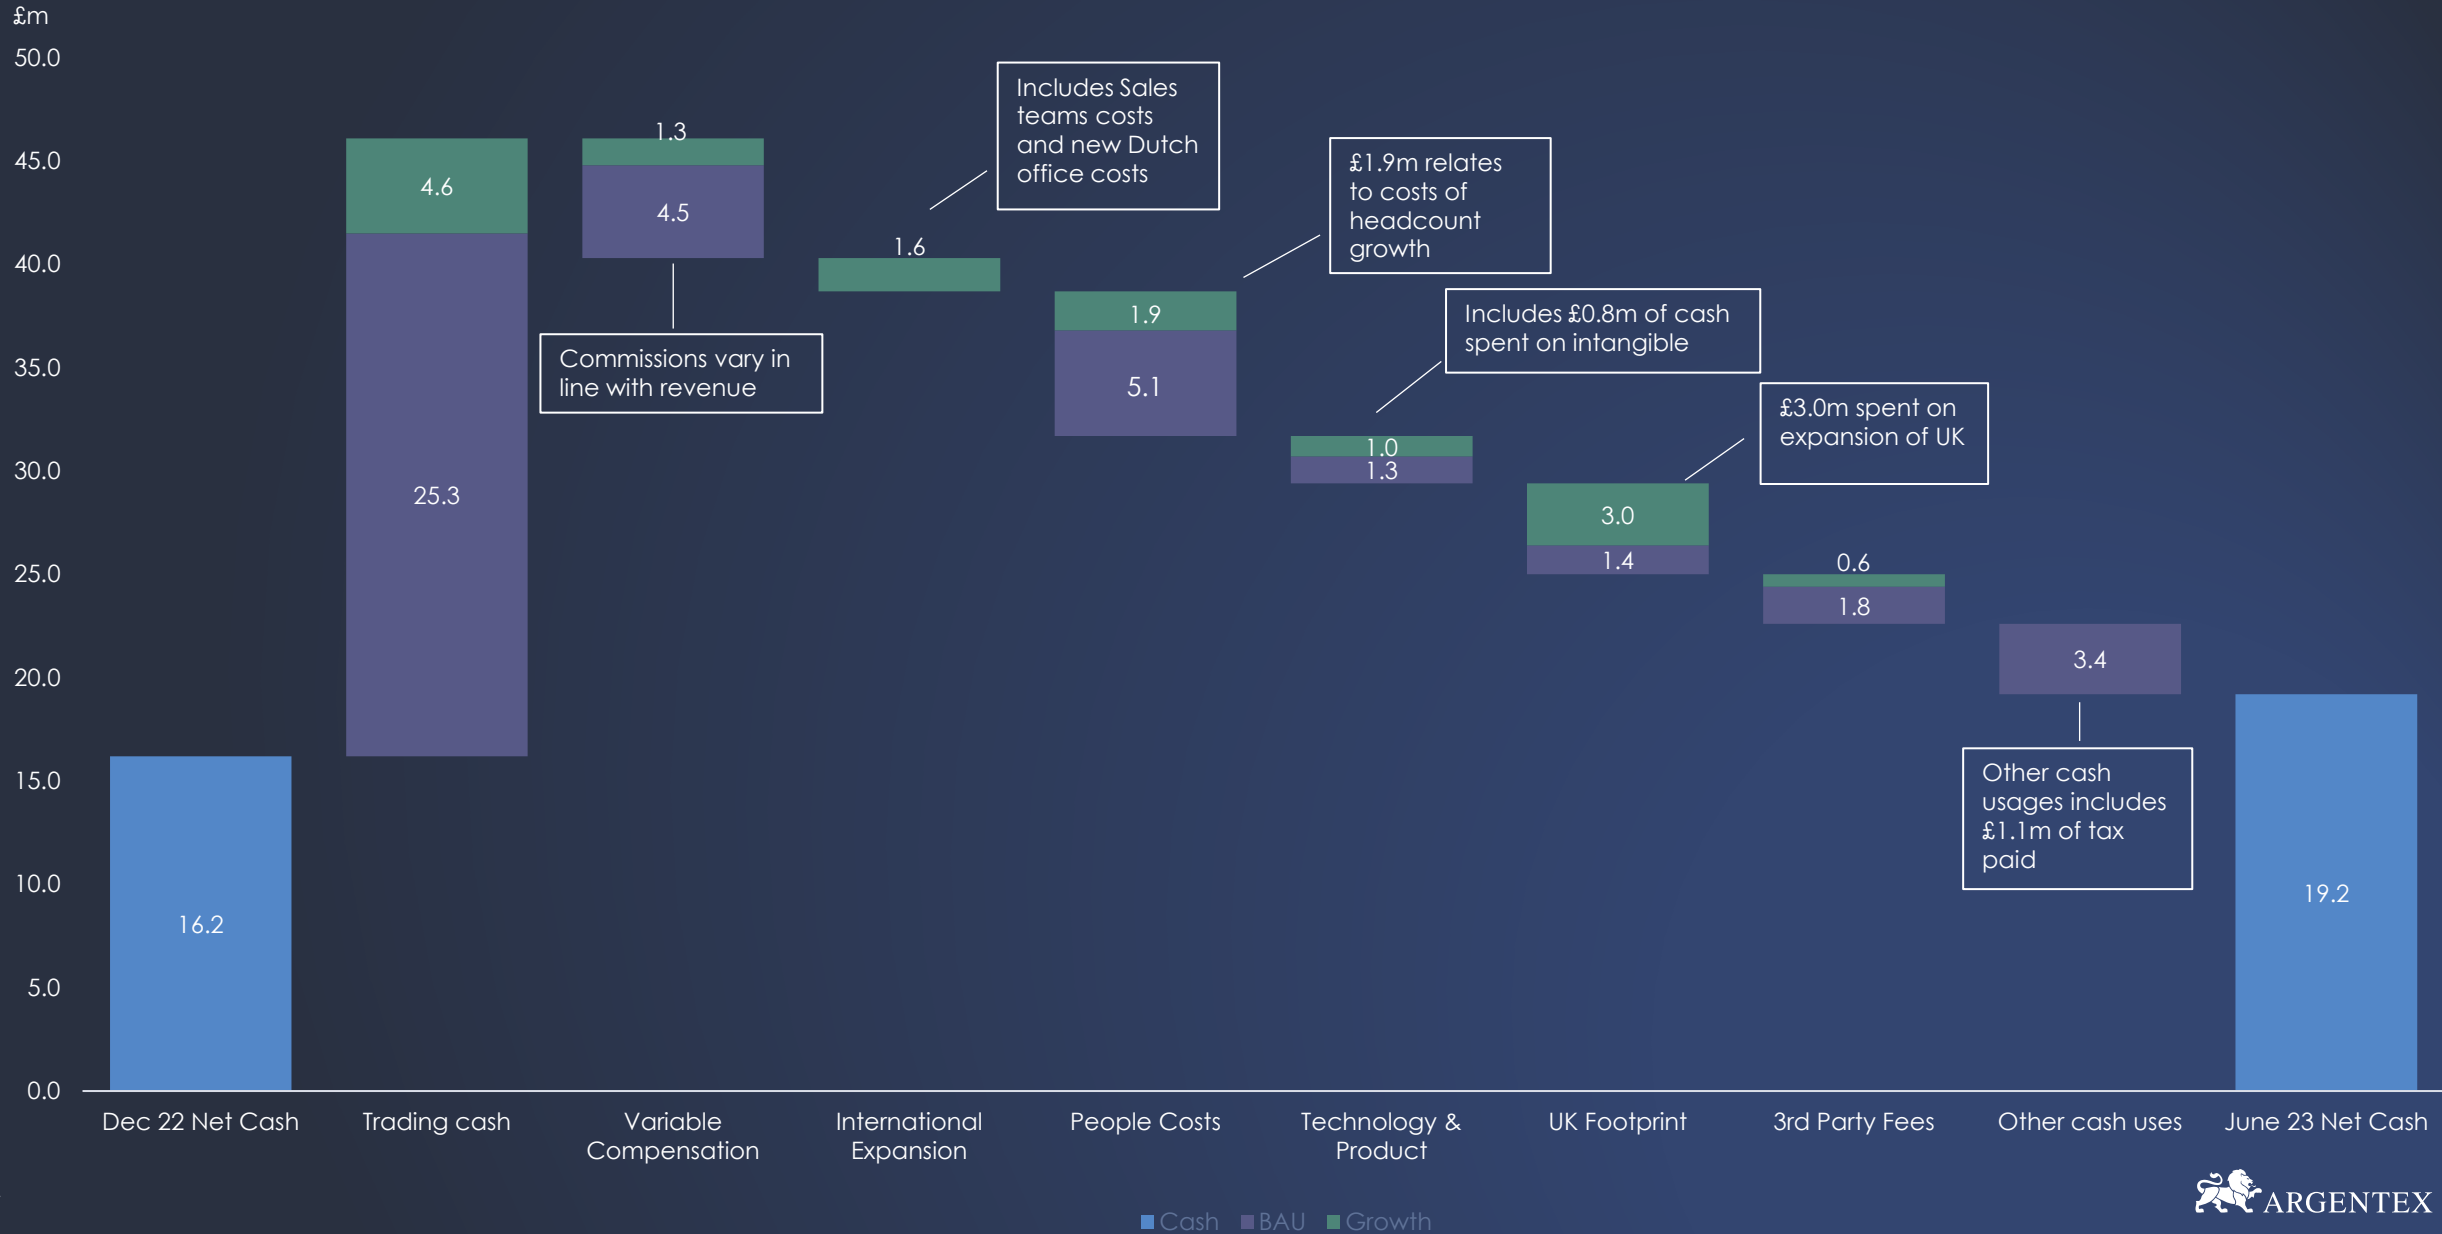 £m
50.0
45.0
40.0
35.0
30.0
25.0
20.0
15.0
10.0
5.0
0.0
16.2
4.6
25.3
1.3
4.5
Commissions vary in
line with revenue
1.6
Includes Sales
teams costs
and new Dutch
office costs
1.9
5.1
£1.9m relates
to costs of
headcount
growth
1.0
1.3
Includes £0.8m of cash
spent on intangible
3.0
1.4
£3.0m spent on
expansion of UK
0.6
1.8
3.4
Other cash
usages includes
£1.1m of tax
paid
19.2
Dec 22 Net Cash
Trading cash
Variable
Compensation
International
Expansion
People Costs
Technology &
Product
UK Footprint
3rd Party Fees
Other cash uses
June 23 Net Cash
Cash BAU Growth
ARGENTEX